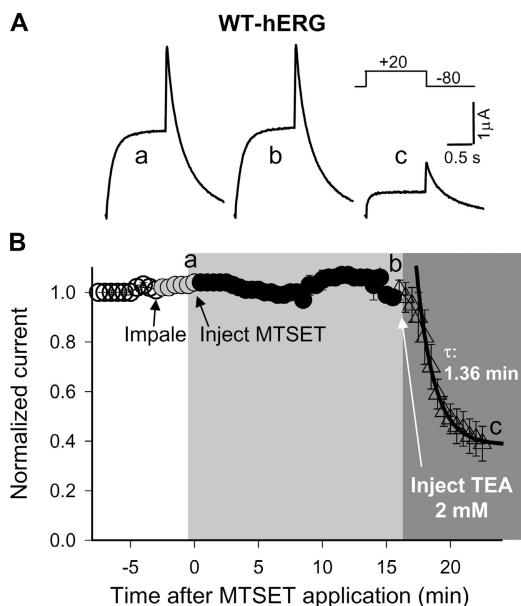 A
WT-hERG
+20
-80
1µA
0.5 s
a
b
c
B
a
b
1.0
0.8
0.6
0.4
0.2
0.0
Normalized current
Impale
Inject MTSET
τ:
1.36 min
c
Inject TEA
2 mM
-5
0
5
10
15
20
Time after MTSET application (min)